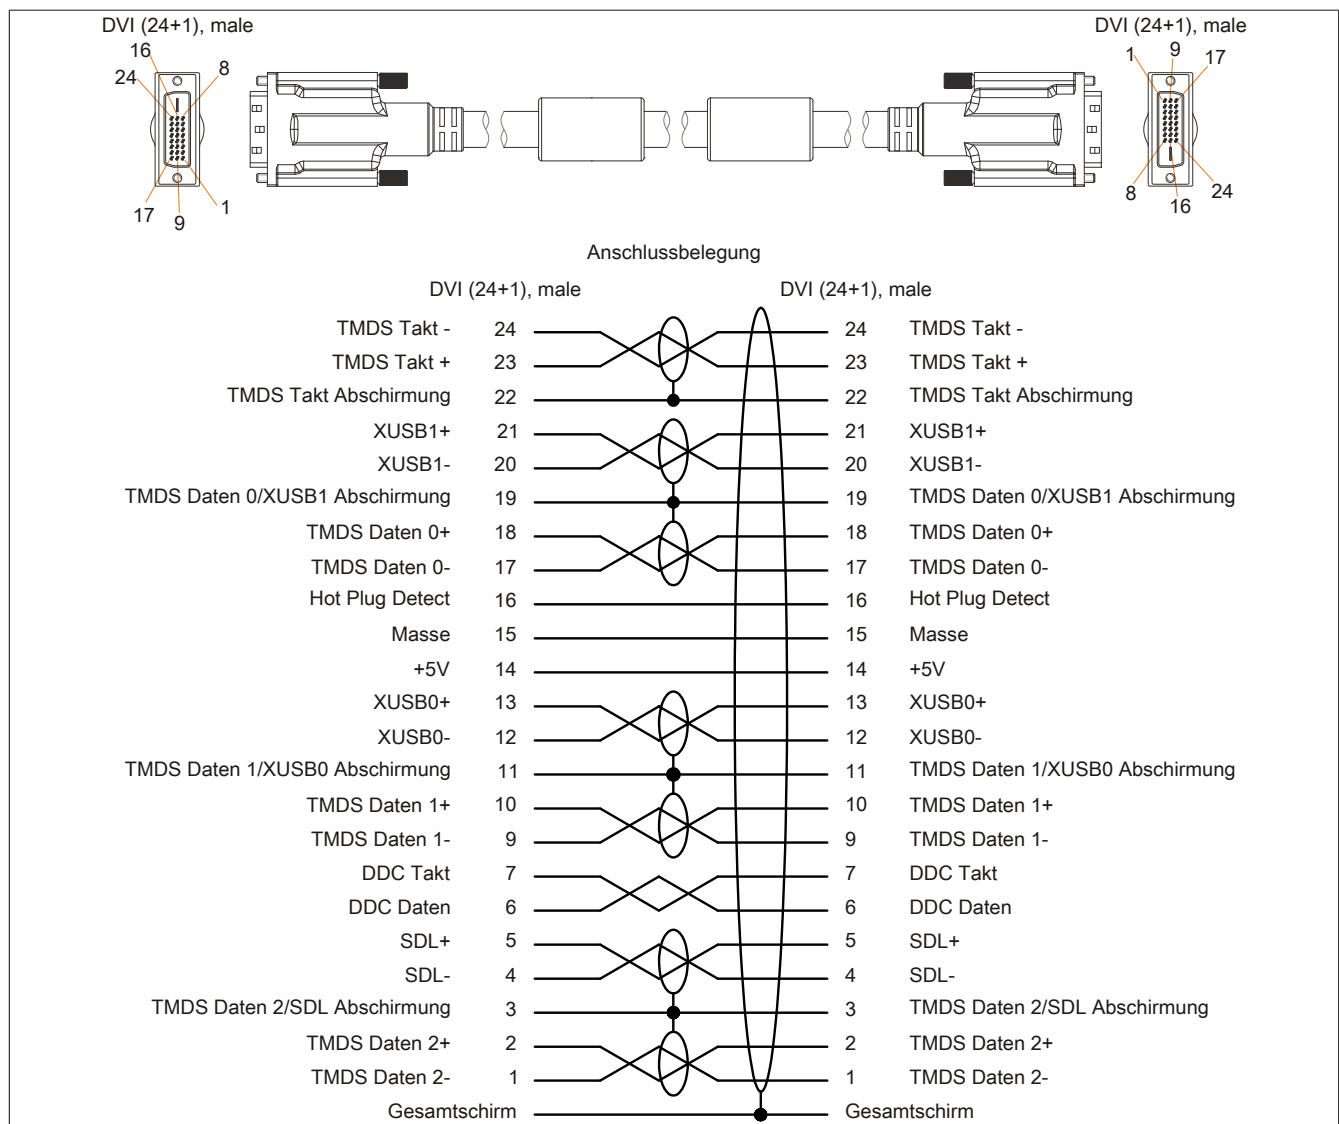 DVI (24+1), male DVI (24+1), male
16 1 9 17
24 8
17 9 1 8 16 24
Anschlussbelegung
DVI (24+1), male DVI (24+1), male
TMDS Takt - 24 24 TMDS Takt -
TMDS Takt + 23 23 TMDS Takt +
TMDS Takt Abschirmung 22 22 TMDS Takt Abschirmung
XUSB1+ 21 21 XUSB1+
XUSB1- 20 20 XUSB1-
TMDS Daten 0/XUSB1 Abschirmung 19 19 TMDS Daten 0/XUSB1 Abschirmung
TMDS Daten 0+ 18 18 TMDS Daten 0+
TMDS Daten 0- 17 17 TMDS Daten 0-
Hot Plug Detect 16 16 Hot Plug Detect
Masse 15 15 Masse
+5V 14 14 +5V
XUSB0+ 13 13 XUSB0+
XUSB0- 12 12 XUSB0-
TMDS Daten 1/XUSB0 Abschirmung 11 11 TMDS Daten 1/XUSB0 Abschirmung
TMDS Daten 1+ 10 10 TMDS Daten 1+
TMDS Daten 1- 9 9 TMDS Daten 1-
DDC Takt 7 7 DDC Takt
DDC Daten 6 6 DDC Daten
SDL+ 5 5 SDL+
SDL- 4 4 SDL-
TMDS Daten 2/SDL Abschirmung 3 3 TMDS Daten 2/SDL Abschirmung
TMDS Daten 2+ 2 2 TMDS Daten 2+
TMDS Daten 2- 1 1 TMDS Daten 2-
Gesamtschirm Gesamtschirm